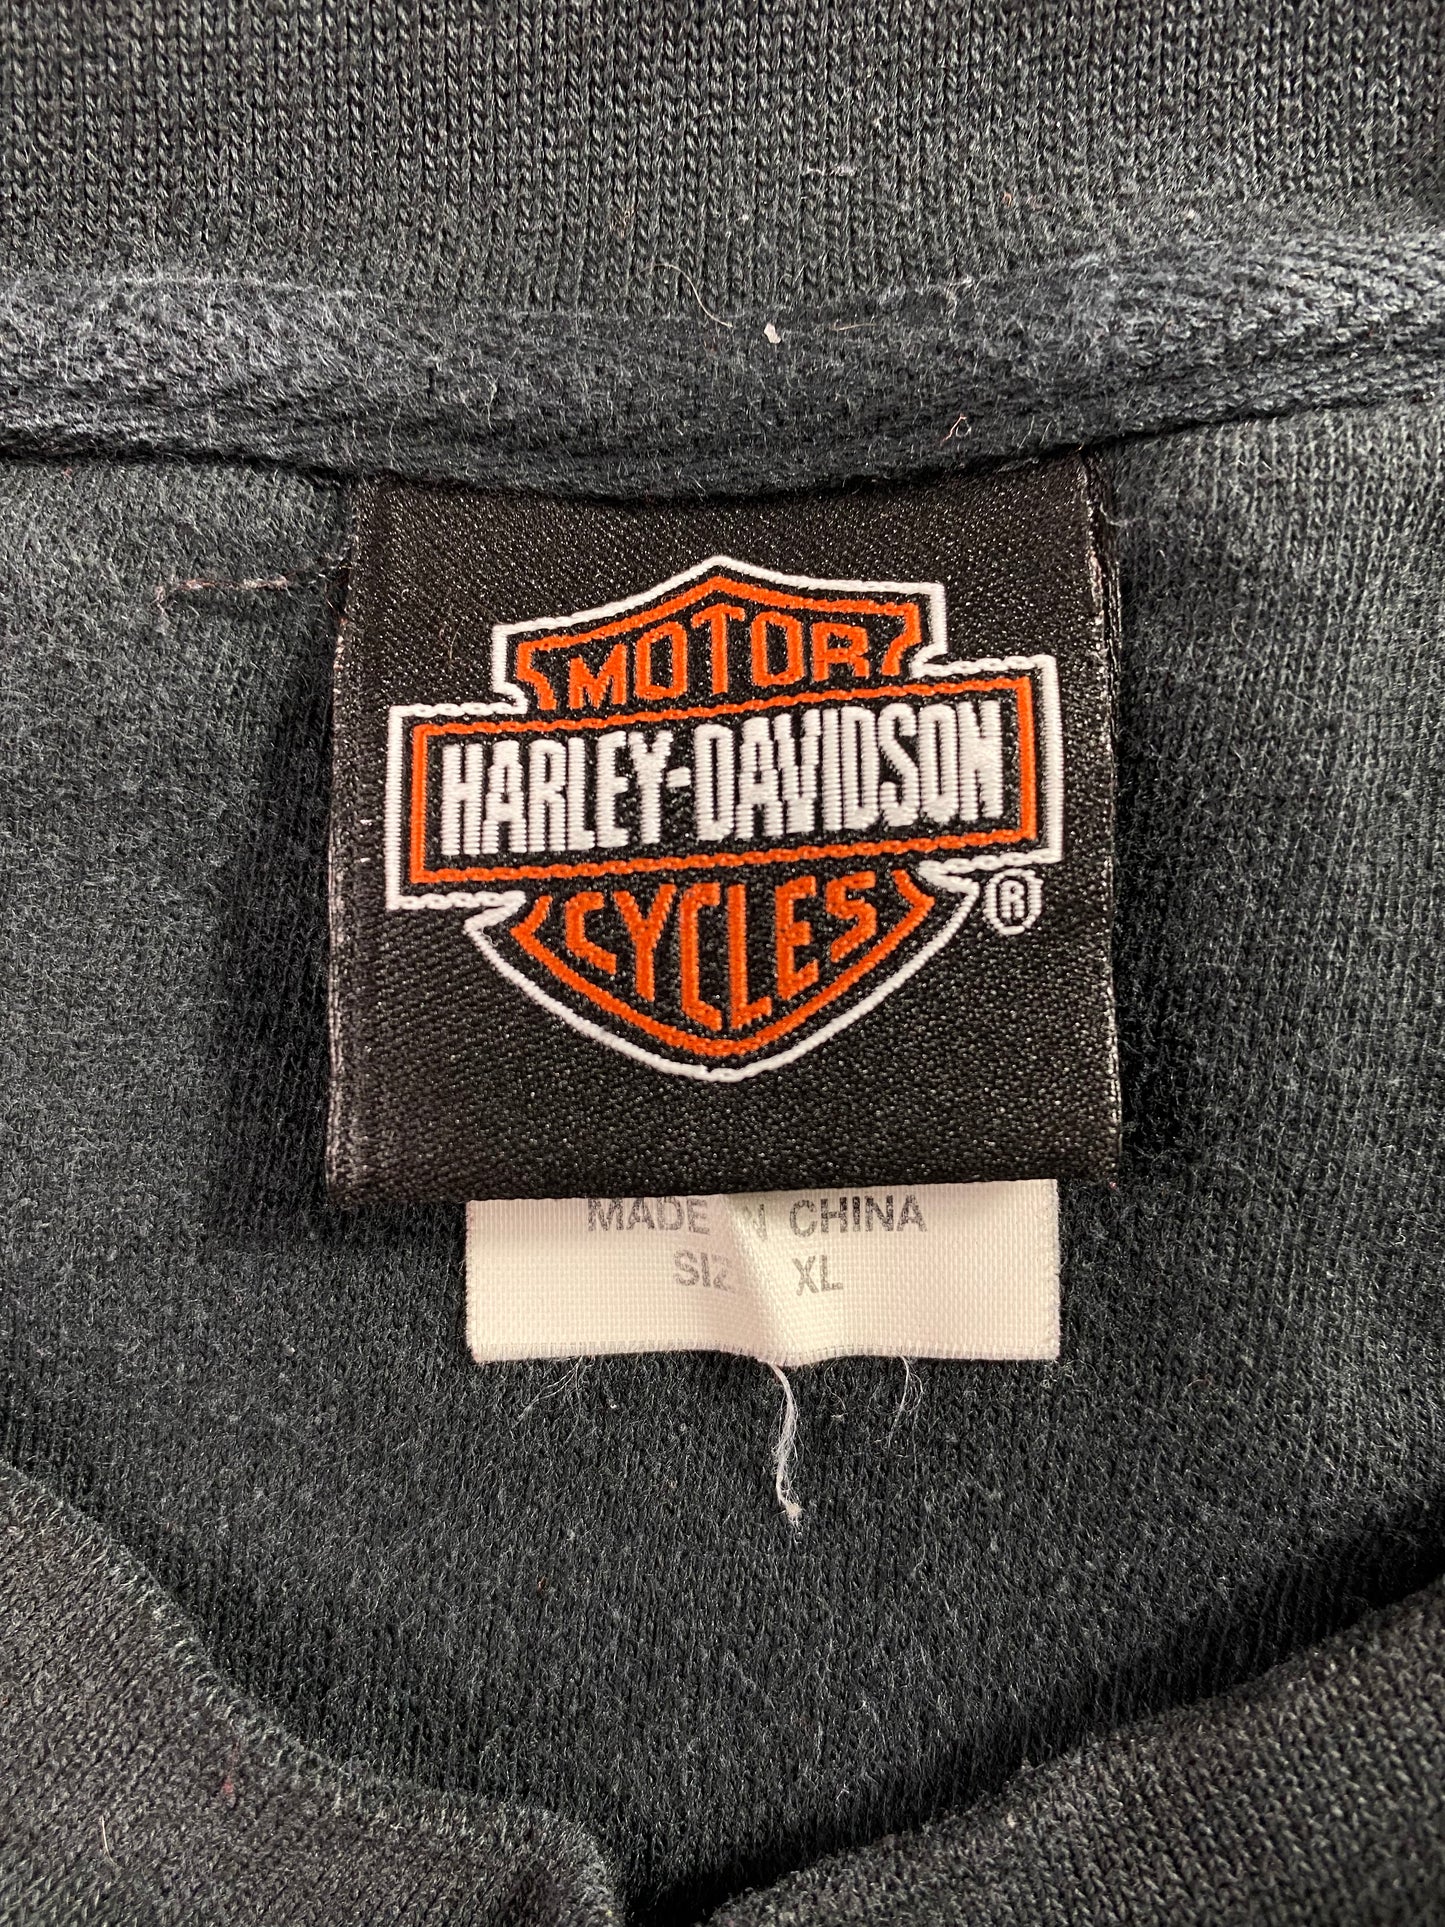 MOTOR
HARLEY-DAVIDSON
CYCLES
®
MADE IN CHINA
SIZE XL